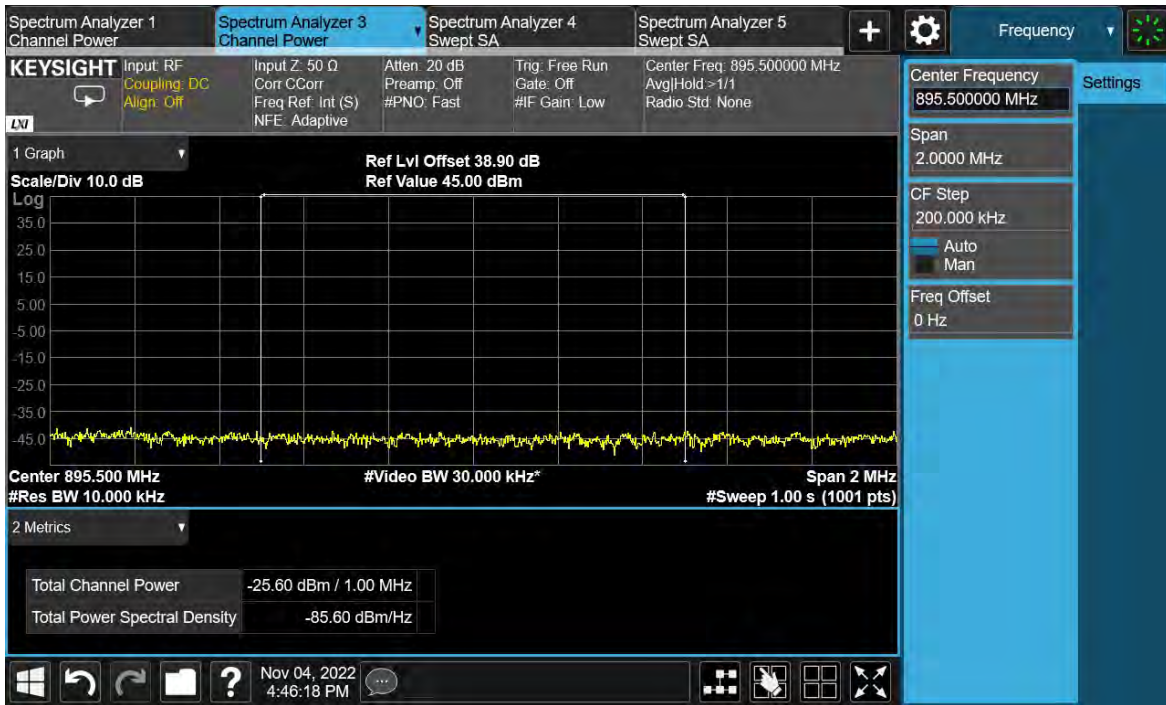 Spectrum Analyzer 1
Channel Power
Spectrum Analyzer 3
Channel Power
Spectrum Analyzer 4
Swept SA
Spectrum Analyzer 5
Swept SA
+
Frequency
KEYSIGHT
LXI
Input: RF
Coupling: DC
Align: Off
Input Z: 50 Ω
Corr CCorr
Freq Ref: Int (S)
NFE: Adaptive
Atten: 20 dB
Preamp: Off
#PNO: Fast
Trig: Free Run
Gate: Off
#IF Gain: Low
Center Freq: 895.500000 MHz
Avg|Hold:>1/1
Radio Std: None
Center Frequency
895.500000 MHz
Settings
Span
2.0000 MHz
CF Step
200.000 kHz
Auto
Man
Freq Offset
0 Hz
1 Graph
Scale/Div 10.0 dB
Ref Lvl Offset 38.90 dB
Ref Value 45.00 dBm
Log
35.0
25.0
15.0
5.00
-5.00
-15.0
-25.0
-35.0
-45.0
Center 895.500 MHz
#Res BW 10.000 kHz
#Video BW 30.000 kHz*
Span 2 MHz
#Sweep 1.00 s (1001 pts)
2 Metrics
Total Channel Power -25.60 dBm / 1.00 MHz
Total Power Spectral Density -85.60 dBm/Hz
?
Nov 04, 2022
4:46:18 PM